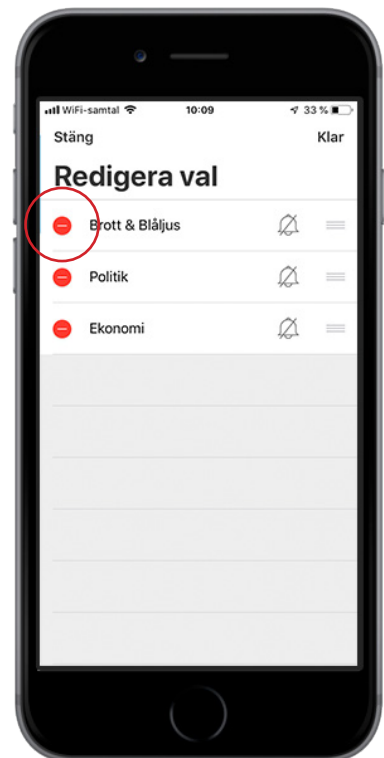 WiFi-samtal 10:09 33 %
Stäng Klar
Redigera val
Brott & Blåljus
Politik
Ekonomi